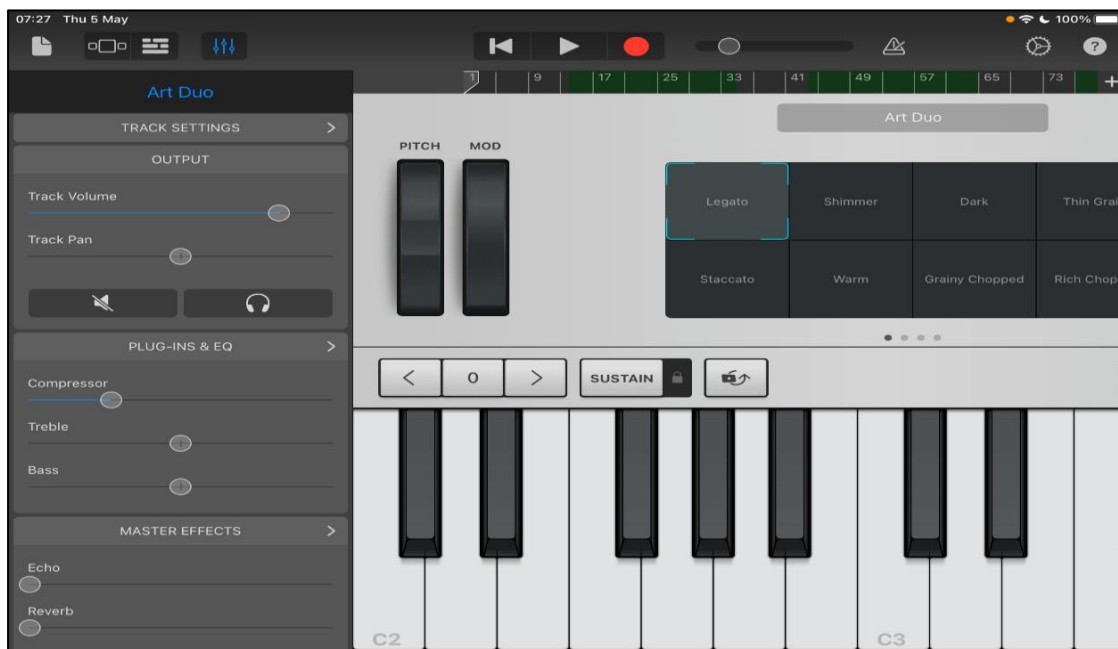 07:27 Thu 5 May 100%
?
1 9 17 25 33 41 49 57 65 73 +
Art Duo
Art Duo
TRACK SETTINGS >
OUTPUT
PITCH MOD
Track Volume
Legato Shimmer Dark Thin Grai
Track Pan
Staccato Warm Grainy Chopped Rich Chop
PLUG-INS & EQ >
< 0 > SUSTAIN
Compressor
Treble
Bass
MASTER EFFECTS >
Echo
Reverb
C2 C3